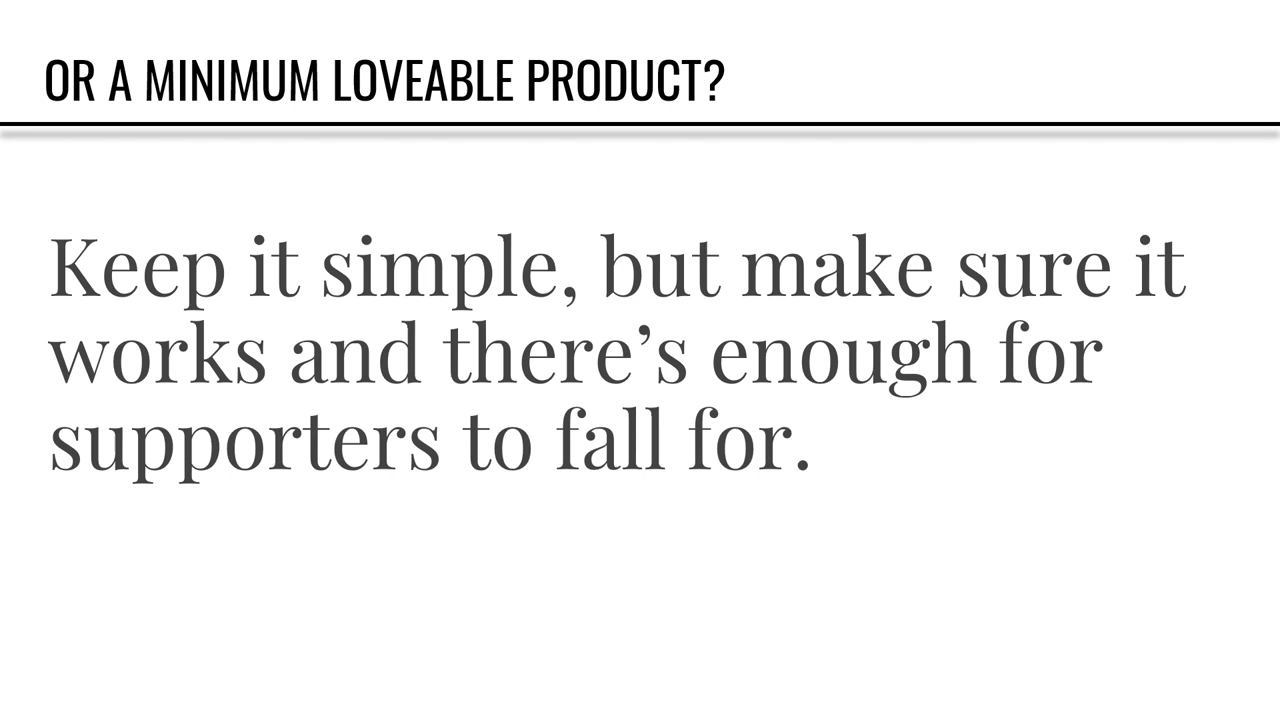 OR A MINIMUM LOVEABLE PRODUCT?
Keep it simple, but make sure it
works and there’s enough for
supporters to fall for.